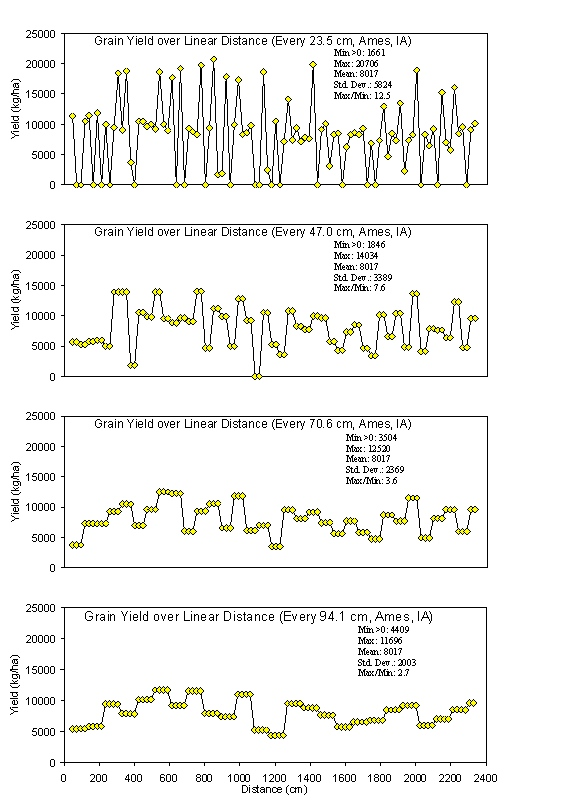 Grain Yield over Linear Distance (Every 23.5 cm, Ames, IA)
Min >0: 1661
Max: 20706
Mean: 8017
Std. Dev.: 5824
Max/Min: 12.5
Yield (kg/ha)
25000
20000
15000
10000
5000
0
Grain Yield over Linear Distance (Every 47.0 cm, Ames, IA)
Min >0: 1846
Max: 14034
Mean: 8017
Std. Dev.: 3389
Max/Min: 7.6
Yield (kg/ha)
25000
20000
15000
10000
5000
0
Grain Yield over Linear Distance (Every 70.6 cm, Ames, IA)
Min >0: 3504
Max: 12520
Mean: 8017
Std. Dev.: 2369
Max/Min: 3.6
Yield (kg/ha)
25000
20000
15000
10000
5000
0
Grain Yield over Linear Distance (Every 94.1 cm, Ames, IA)
Min >0: 4409
Max: 11696
Mean: 8017
Std. Dev.: 2003
Max/Min: 2.7
Yield (kg/ha)
25000
20000
15000
10000
5000
0
0 200 400 600 800 1000 1200 1400 1600 1800 2000 2200 2400
Distance (cm)